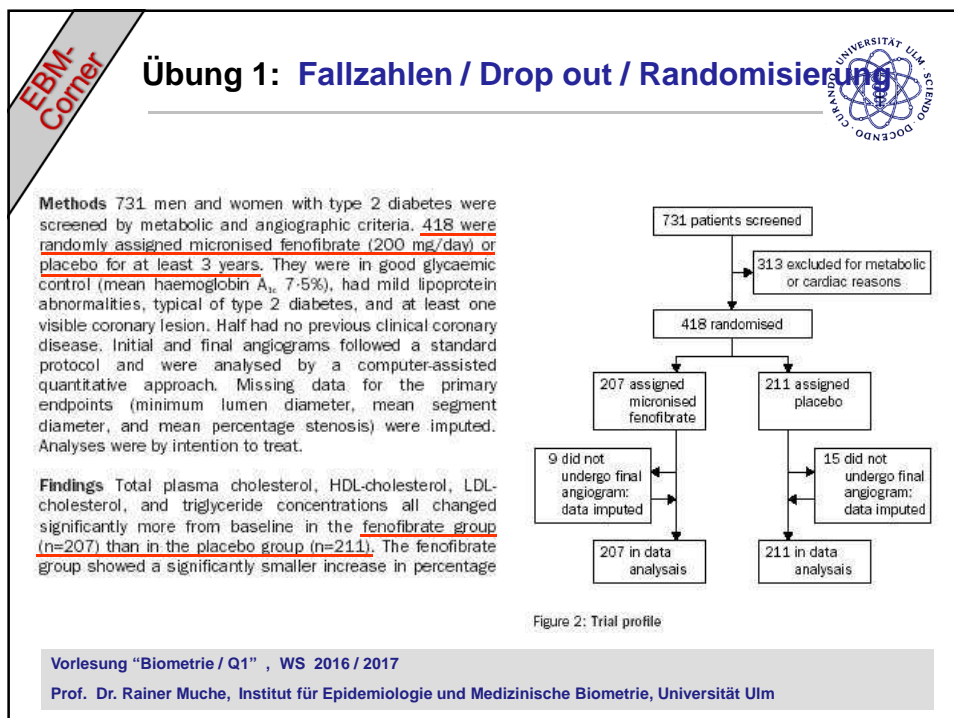 EBM-
Corner
Übung 1: Fallzahlen / Drop out / Randomisierung
UNIVERSITÄT ULM · SCIENDO · DOCENDO · CURANDO ·
Methods 731 men and women with type 2 diabetes were
screened by metabolic and angiographic criteria. 418 were
randomly assigned micronised fenofibrate (200 mg/day) or
placebo for at least 3 years. They were in good glycaemic
control (mean haemoglobin A1c 7·5%), had mild lipoprotein
abnormalities, typical of type 2 diabetes, and at least one
visible coronary lesion. Half had no previous clinical coronary
disease. Initial and final angiograms followed a standard
protocol and were analysed by a computer-assisted
quantitative approach. Missing data for the primary
endpoints (minimum lumen diameter, mean segment
diameter, and mean percentage stenosis) were imputed.
Analyses were by intention to treat.
Findings Total plasma cholesterol, HDL-cholesterol, LDL-
cholesterol, and triglyceride concentrations all changed
significantly more from baseline in the fenofibrate group
(n=207) than in the placebo group (n=211). The fenofibrate
group showed a significantly smaller increase in percentage
731 patients screened
313 excluded for metabolic
or cardiac reasons
418 randomised
207 assigned
micronised
fenofibrate
211 assigned
placebo
9 did not
undergo final
angiogram:
data imputed
15 did not
undergo final
angiogram:
data imputed
207 in data
analysais
211 in data
analysais
Figure 2: Trial profile
Vorlesung "Biometrie / Q1" , WS 2016 / 2017
Prof. Dr. Rainer Muche, Institut für Epidemiologie und Medizinische Biometrie, Universität Ulm